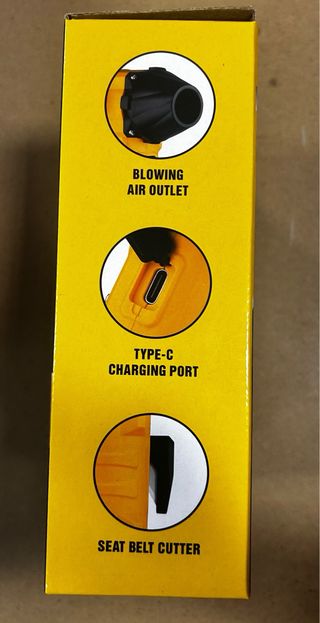 BLOWING
AIR OUTLET
TYPE-C
CHARGING PORT
SEAT BELT CUTTER